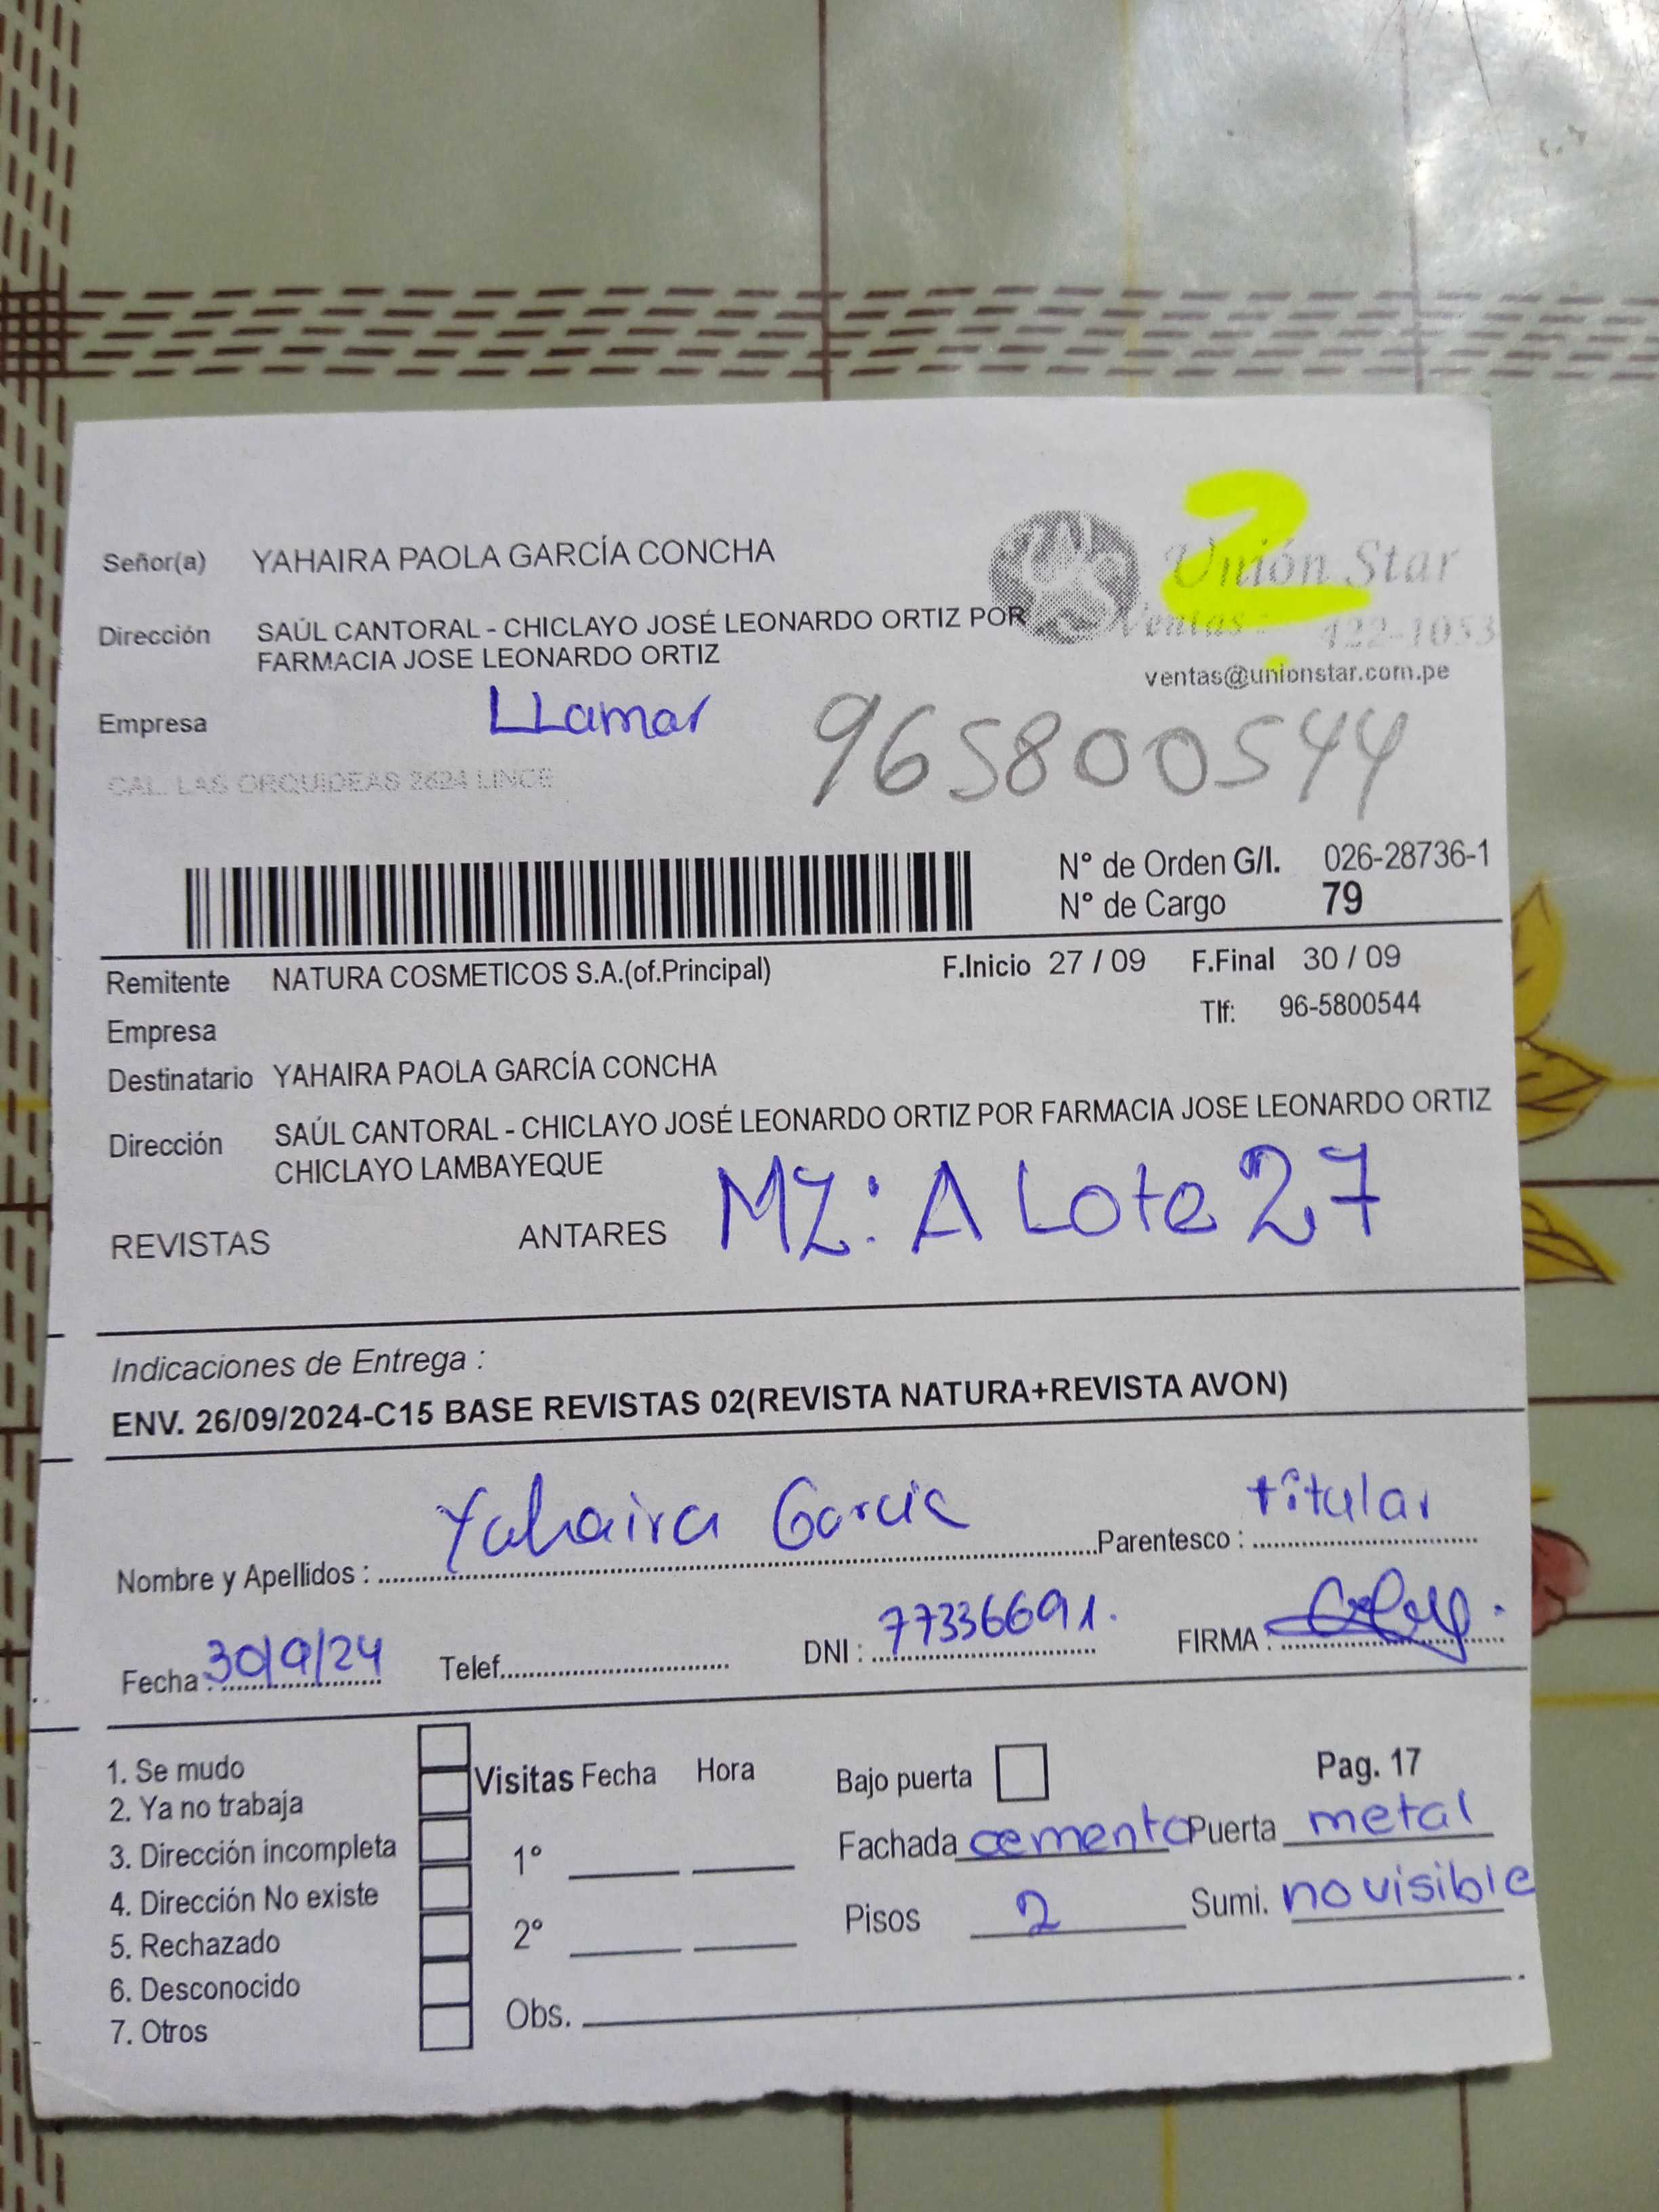 2
Señor(a) YAHAIRA PAOLA GARCÍA CONCHA
Unión Star
Dirección SAÚL CANTORAL - CHICLAYO JOSÉ LEONARDO ORTIZ POR
FARMACIA JOSE LEONARDO ORTIZ
Ventas: 422-1053
ventas@unionstar.com.pe
Empresa LLamar 965800544
CAL. LAS ORQUIDEAS 2624 LINCE
N° de Orden G/I. 026-28736-1
N° de Cargo 79
Remitente NATURA COSMETICOS S.A.(of.Principal) F.Inicio 27 / 09 F.Final 30 / 09
Empresa Tlf: 96-5800544
Destinatario YAHAIRA PAOLA GARCÍA CONCHA
Dirección SAÚL CANTORAL - CHICLAYO JOSÉ LEONARDO ORTIZ POR FARMACIA JOSE LEONARDO ORTIZ
CHICLAYO LAMBAYEQUE
REVISTAS ANTARES MZ: A Lote 27
Indicaciones de Entrega :
ENV. 26/09/2024-C15 BASE REVISTAS 02(REVISTA NATURA+REVISTA AVON)
Nombre y Apellidos : Yahaira Garcia Parentesco : titular
Fecha : 30/9/24 Telef. DNI : 77336691. FIRMA :
1. Se mudo
2. Ya no trabaja
3. Dirección incompleta
4. Dirección No existe
5. Rechazado
6. Desconocido
7. Otros
Visitas Fecha Hora
1°
2°
Obs.
Bajo puerta Pag. 17
Fachada cemento Puerta metal
Pisos 2 Sumi. no visible